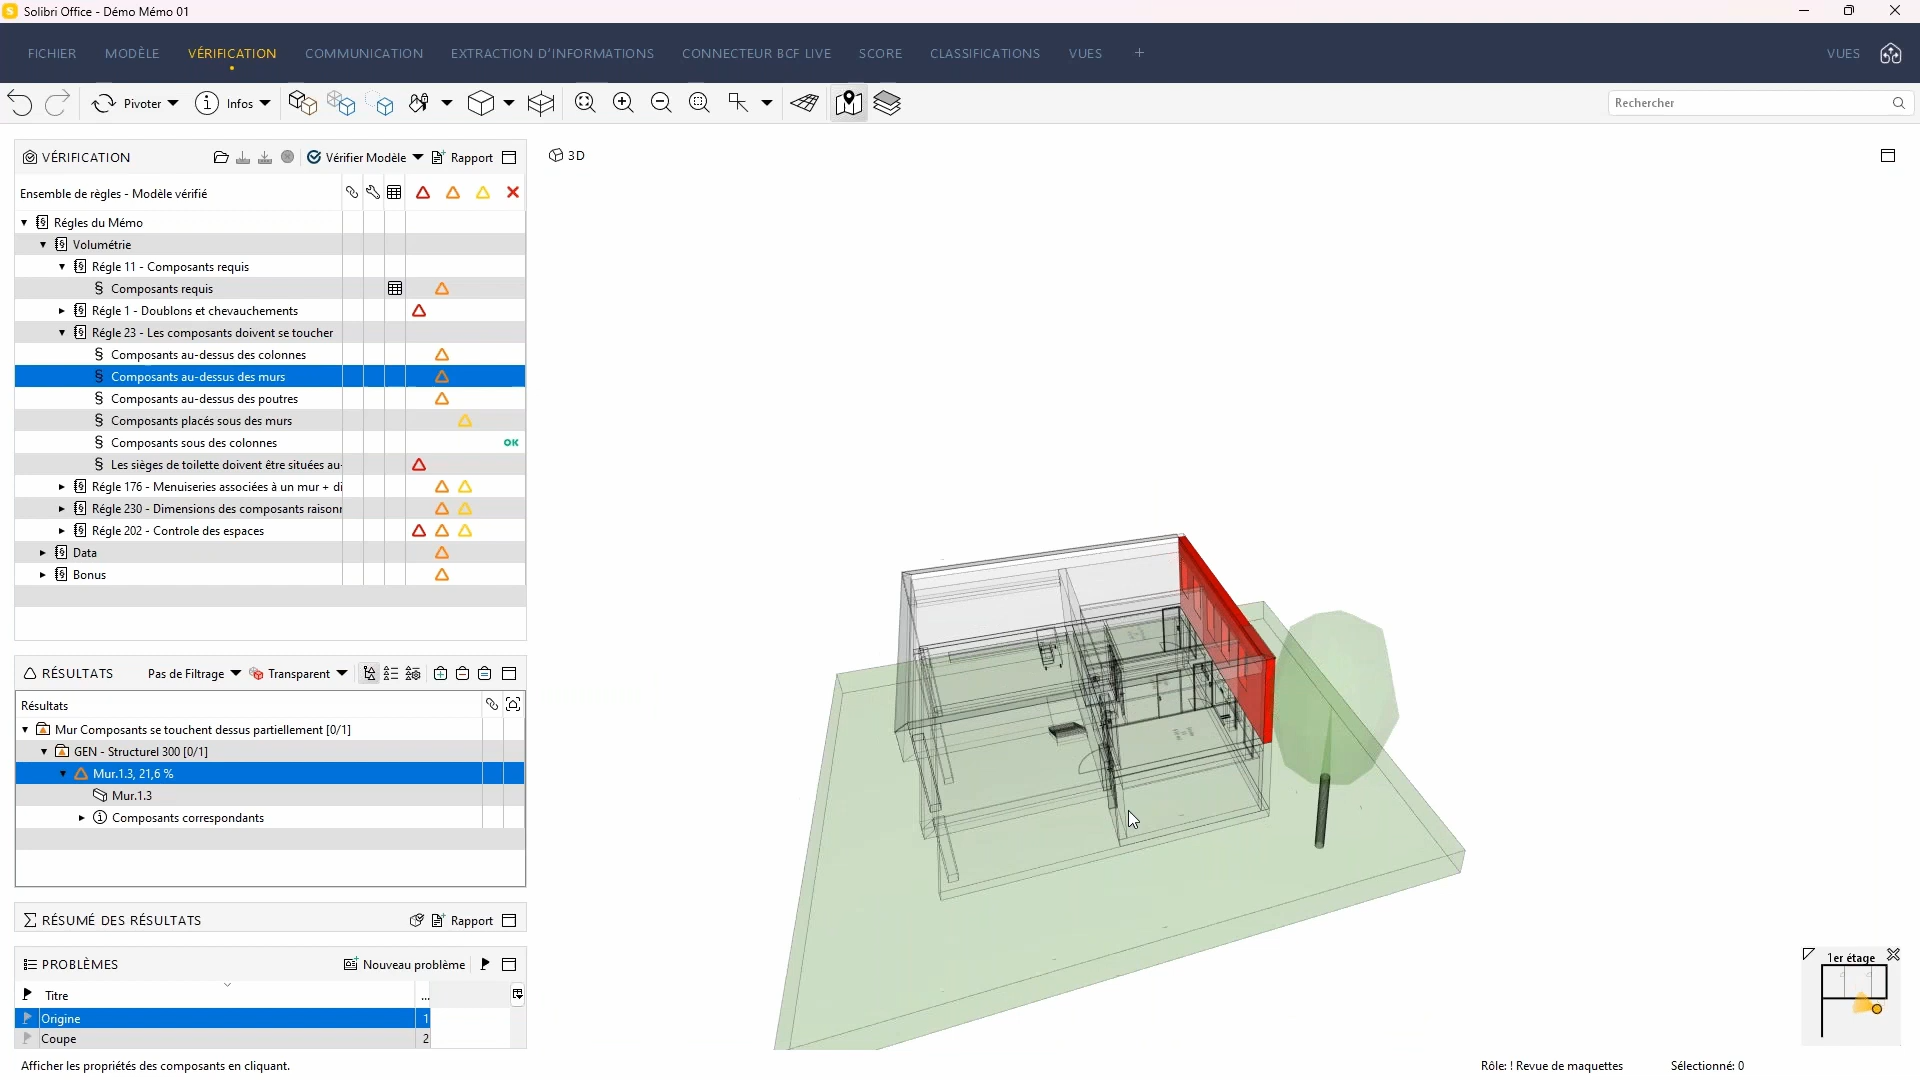 Solibri Office - Démo Mémo 01
FICHIER MODÈLE VÉRIFICATION COMMUNICATION EXTRACTION D'INFORMATIONS CONNECTEUR BCF LIVE SCORE CLASSIFICATIONS VUES + VUES
Pivoter Infos Rechercher
VÉRIFICATION Vérifier Modèle Rapport
3D
Ensemble de règles - Modèle vérifié
Régles du Mémo
Volumétrie
Régle 11 - Composants requis
§ Composants requis
Régle 1 - Doublons et chevauchements
Régle 23 - Les composants doivent se toucher
§ Composants au-dessus des colonnes
§ Composants au-dessus des murs
§ Composants au-dessus des poutres
§ Composants placés sous des murs
§ Composants sous des colonnes OK
§ Les sièges de toilette doivent être situées au-
Régle 176 - Menuiseries associées à un mur + di
Régle 230 - Dimensions des composants raisonn
Régle 202 - Controle des espaces
Data
Bonus
RÉSULTATS Pas de Filtrage Transparent
Résultats
Mur Composants se touchent dessus partiellement [0/1]
GEN - Structurel 300 [0/1]
Mur.1.3, 21,6 %
Mur.1.3
Composants correspondants
RÉSUMÉ DES RÉSULTATS Rapport
PROBLÈMES Nouveau problème
Titre ...
Origine 1
Coupe 2
1er étage
Afficher les propriétés des composants en cliquant. Rôle: ! Revue de maquettes Sélectionné: 0